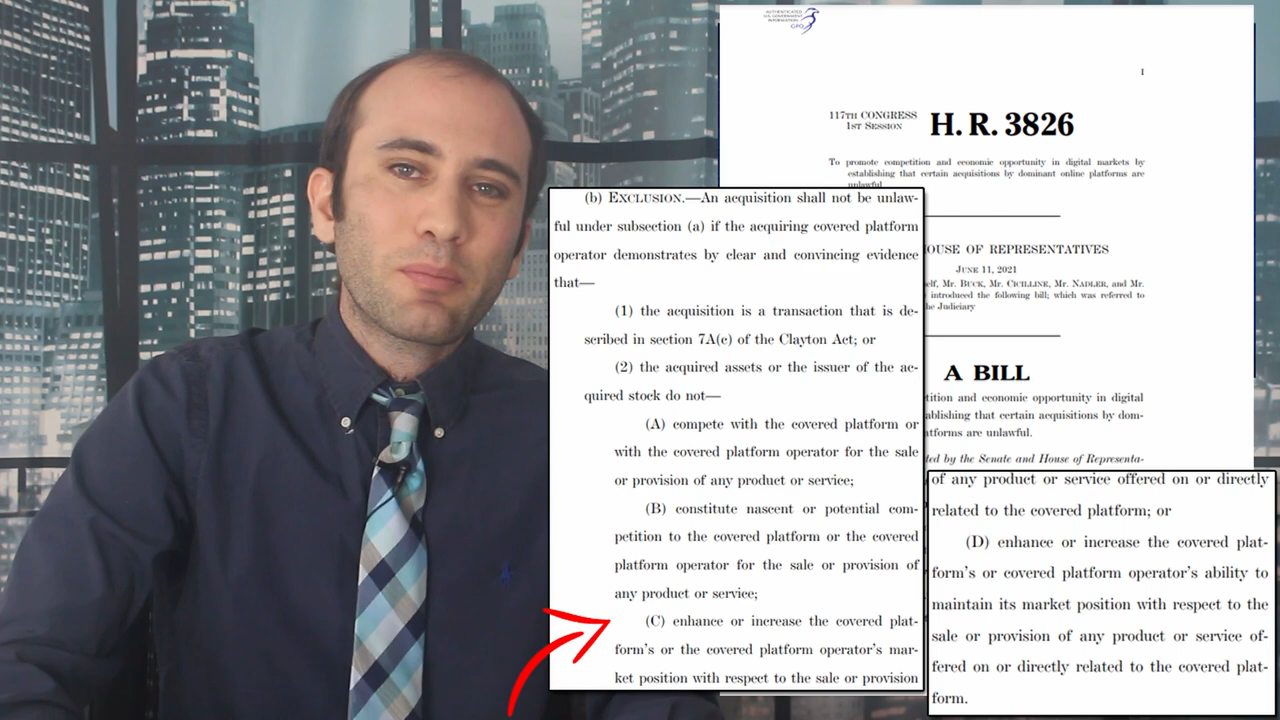 AUTHENTICATED
U.S. GOVERNMENT
INFORMATION
GPO
I
117TH CONGRESS
1ST SESSION
H. R. 3826
To promote competition and economic opportunity in digital markets by
establishing that certain acquisitions by dominant online platforms are
unlawful
OUSE OF REPRESENTATIVES
JUNE 11, 2021
elf, Mr. BUCK, Mr. CICILLINE, Mr. NADLER, and Mr.
introduced the following bill; which was referred to
he Judiciary
A BILL
tition and economic opportunity in digital
ablishing that certain acquisitions by dom-
atforms are unlawful.
ted by the Senate and House of Representa-
(b) EXCLUSION.—An acquisition shall not be unlaw-
ful under subsection (a) if the acquiring covered platform
operator demonstrates by clear and convincing evidence
that—
(1) the acquisition is a transaction that is de-
scribed in section 7A(c) of the Clayton Act; or
(2) the acquired assets or the issuer of the ac-
quired stock do not—
(A) compete with the covered platform or
with the covered platform operator for the sale
or provision of any product or service;
(B) constitute nascent or potential com-
petition to the covered platform or the covered
platform operator for the sale or provision of
any product or service;
(C) enhance or increase the covered plat-
form's or the covered platform operator's mar-
ket position with respect to the sale or provision
of any product or service offered on or directly
related to the covered platform; or
(D) enhance or increase the covered plat-
form's or covered platform operator's ability to
maintain its market position with respect to the
sale or provision of any product or service of-
fered on or directly related to the covered plat-
form.